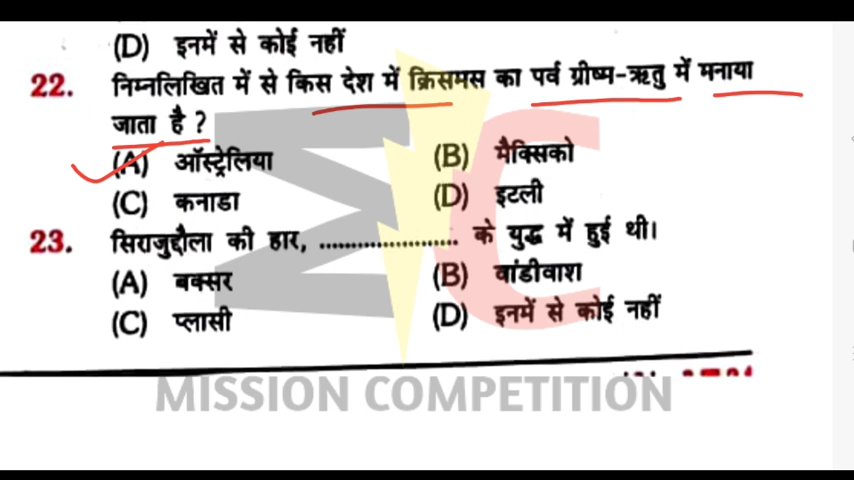 (D) इनमें से कोई नहीं
22. निम्नलिखित में से किस देश में क्रिसमस का पर्व ग्रीष्म-ऋतु में मनाया
जाता है ?
(A) ऑस्ट्रेलिया (B) मैक्सिको
(C) कनाडा (D) इटली
23. सिराजुद्दौला की हार, ...................... के युद्ध में हुई थी।
(A) बक्सर (B) वांडीवाश
(C) प्लासी (D) इनमें से कोई नहीं
MISSION COMPETITION